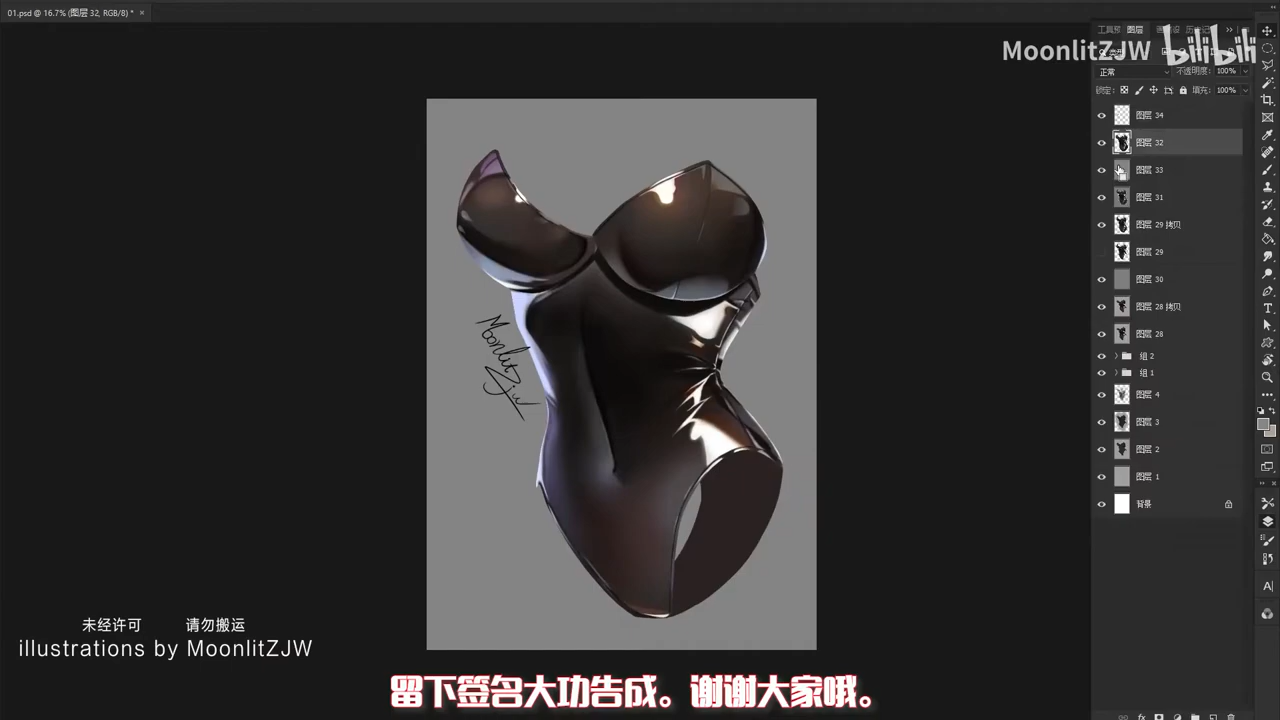 01.psd @ 16.7% (图层 32, RGB/8) *
图层
MoonlitZJW
bilibili
正常
不透明度: 100%
锁定:
填充: 100%
图层 34
图层 32
图层 33
图层 31
图层 29 拷贝
图层 29
图层 30
图层 28 拷贝
图层 28
组 2
组 1
图层 4
图层 3
图层 2
图层 1
背景
Moonlit
Zjw
未经许可 请勿搬运
illustrations by MoonlitZJW
留下签名大功告成。谢谢大家哦。